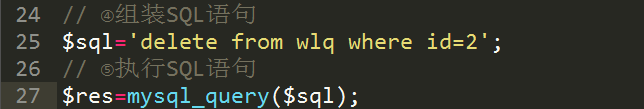 24 // ④组装SQL语句
25 $sql='delete from wlq where id=2';
26 // ⑤执行SQL语句
27 $res=mysql_query($sql);